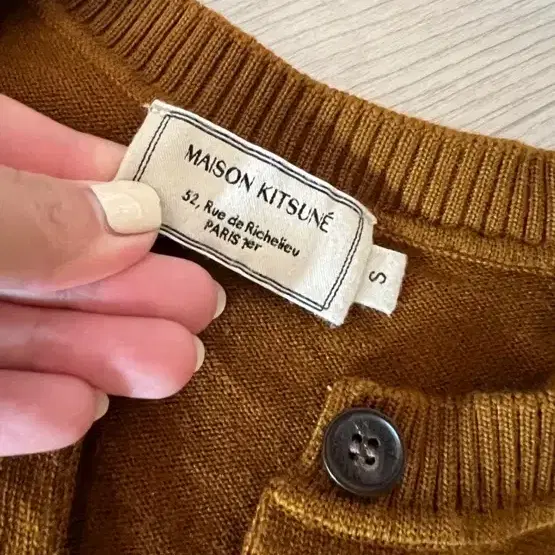 MAISON KITSUNÉ
52, Rue de Richelieu
PARIS 1er
S